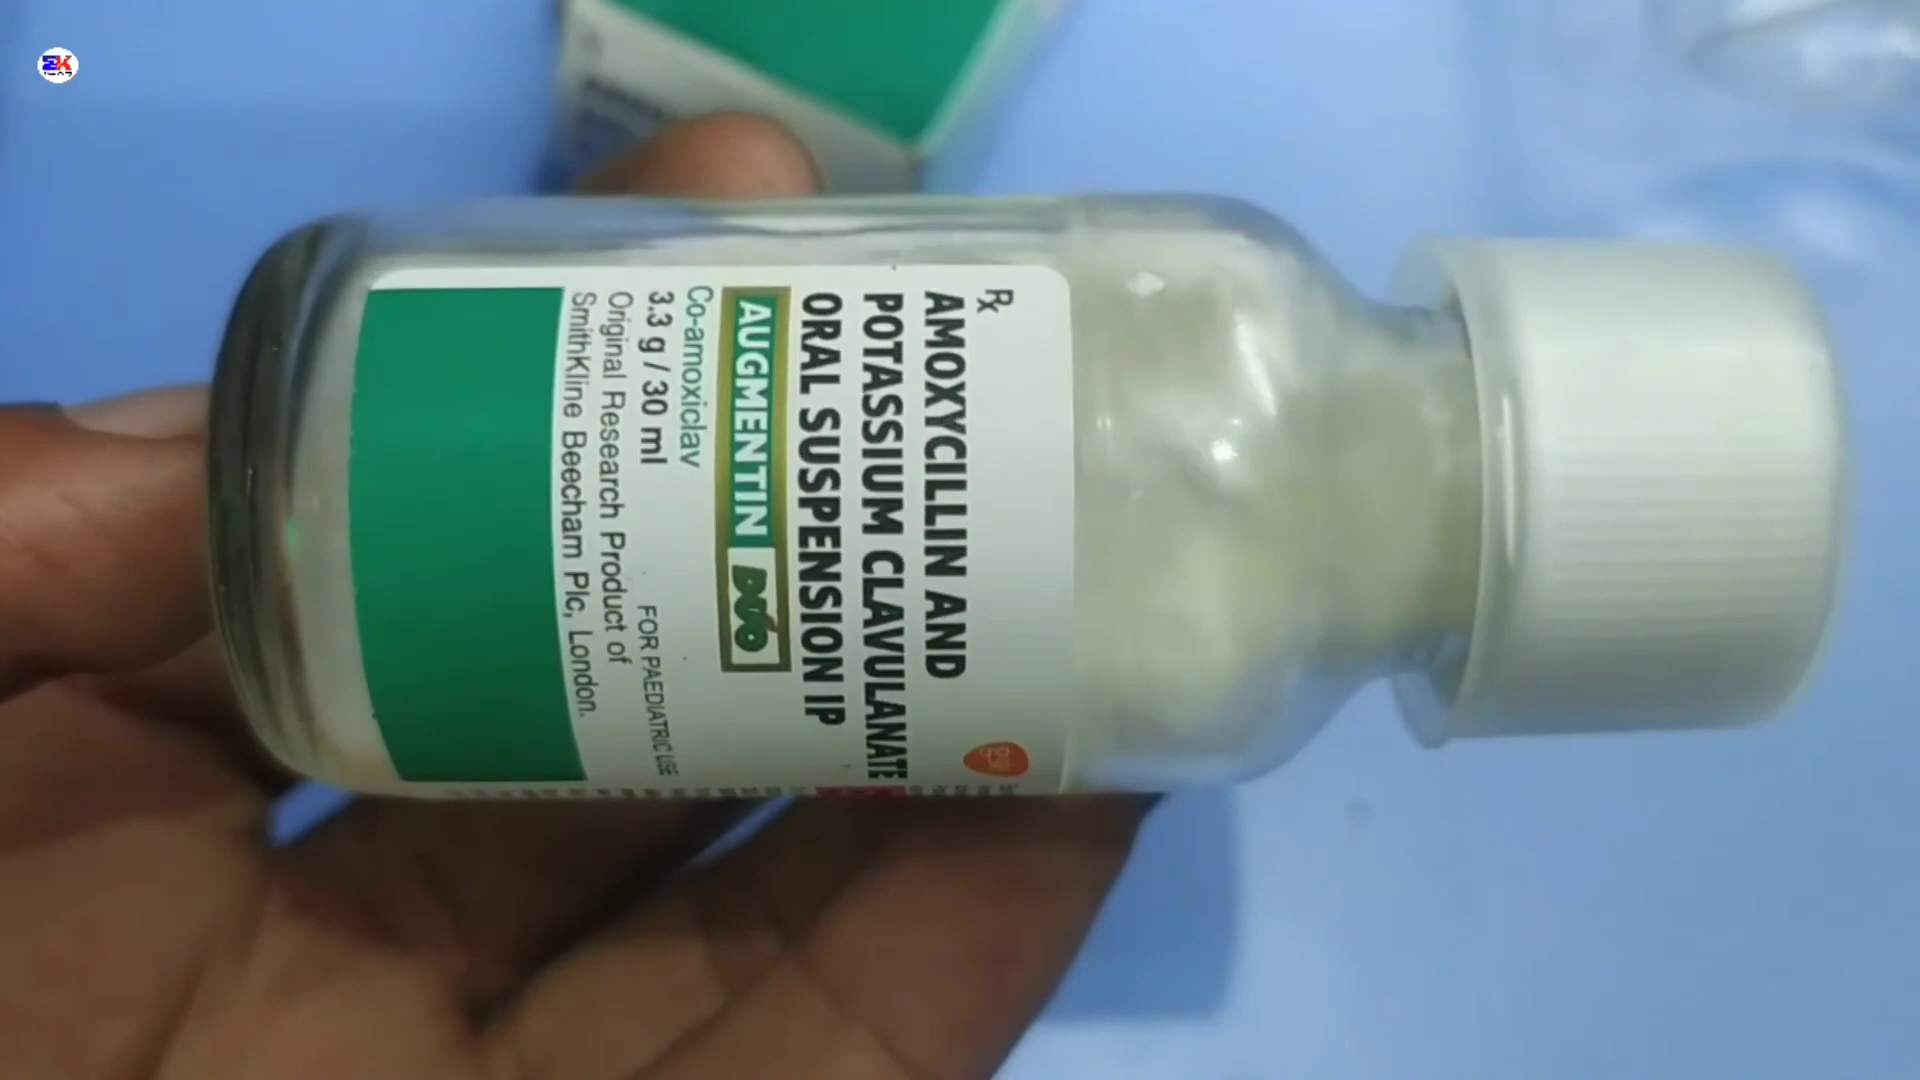 Rx
AMOXYCILLIN AND
POTASSIUM CLAVULANATE
ORAL SUSPENSION IP
AUGMENTIN DUO
Co-amoxiclav
3.3 g / 30 ml
FOR PAEDIATRIC USE
Original Research Product of
SmithKline Beecham Plc, London.
gsk